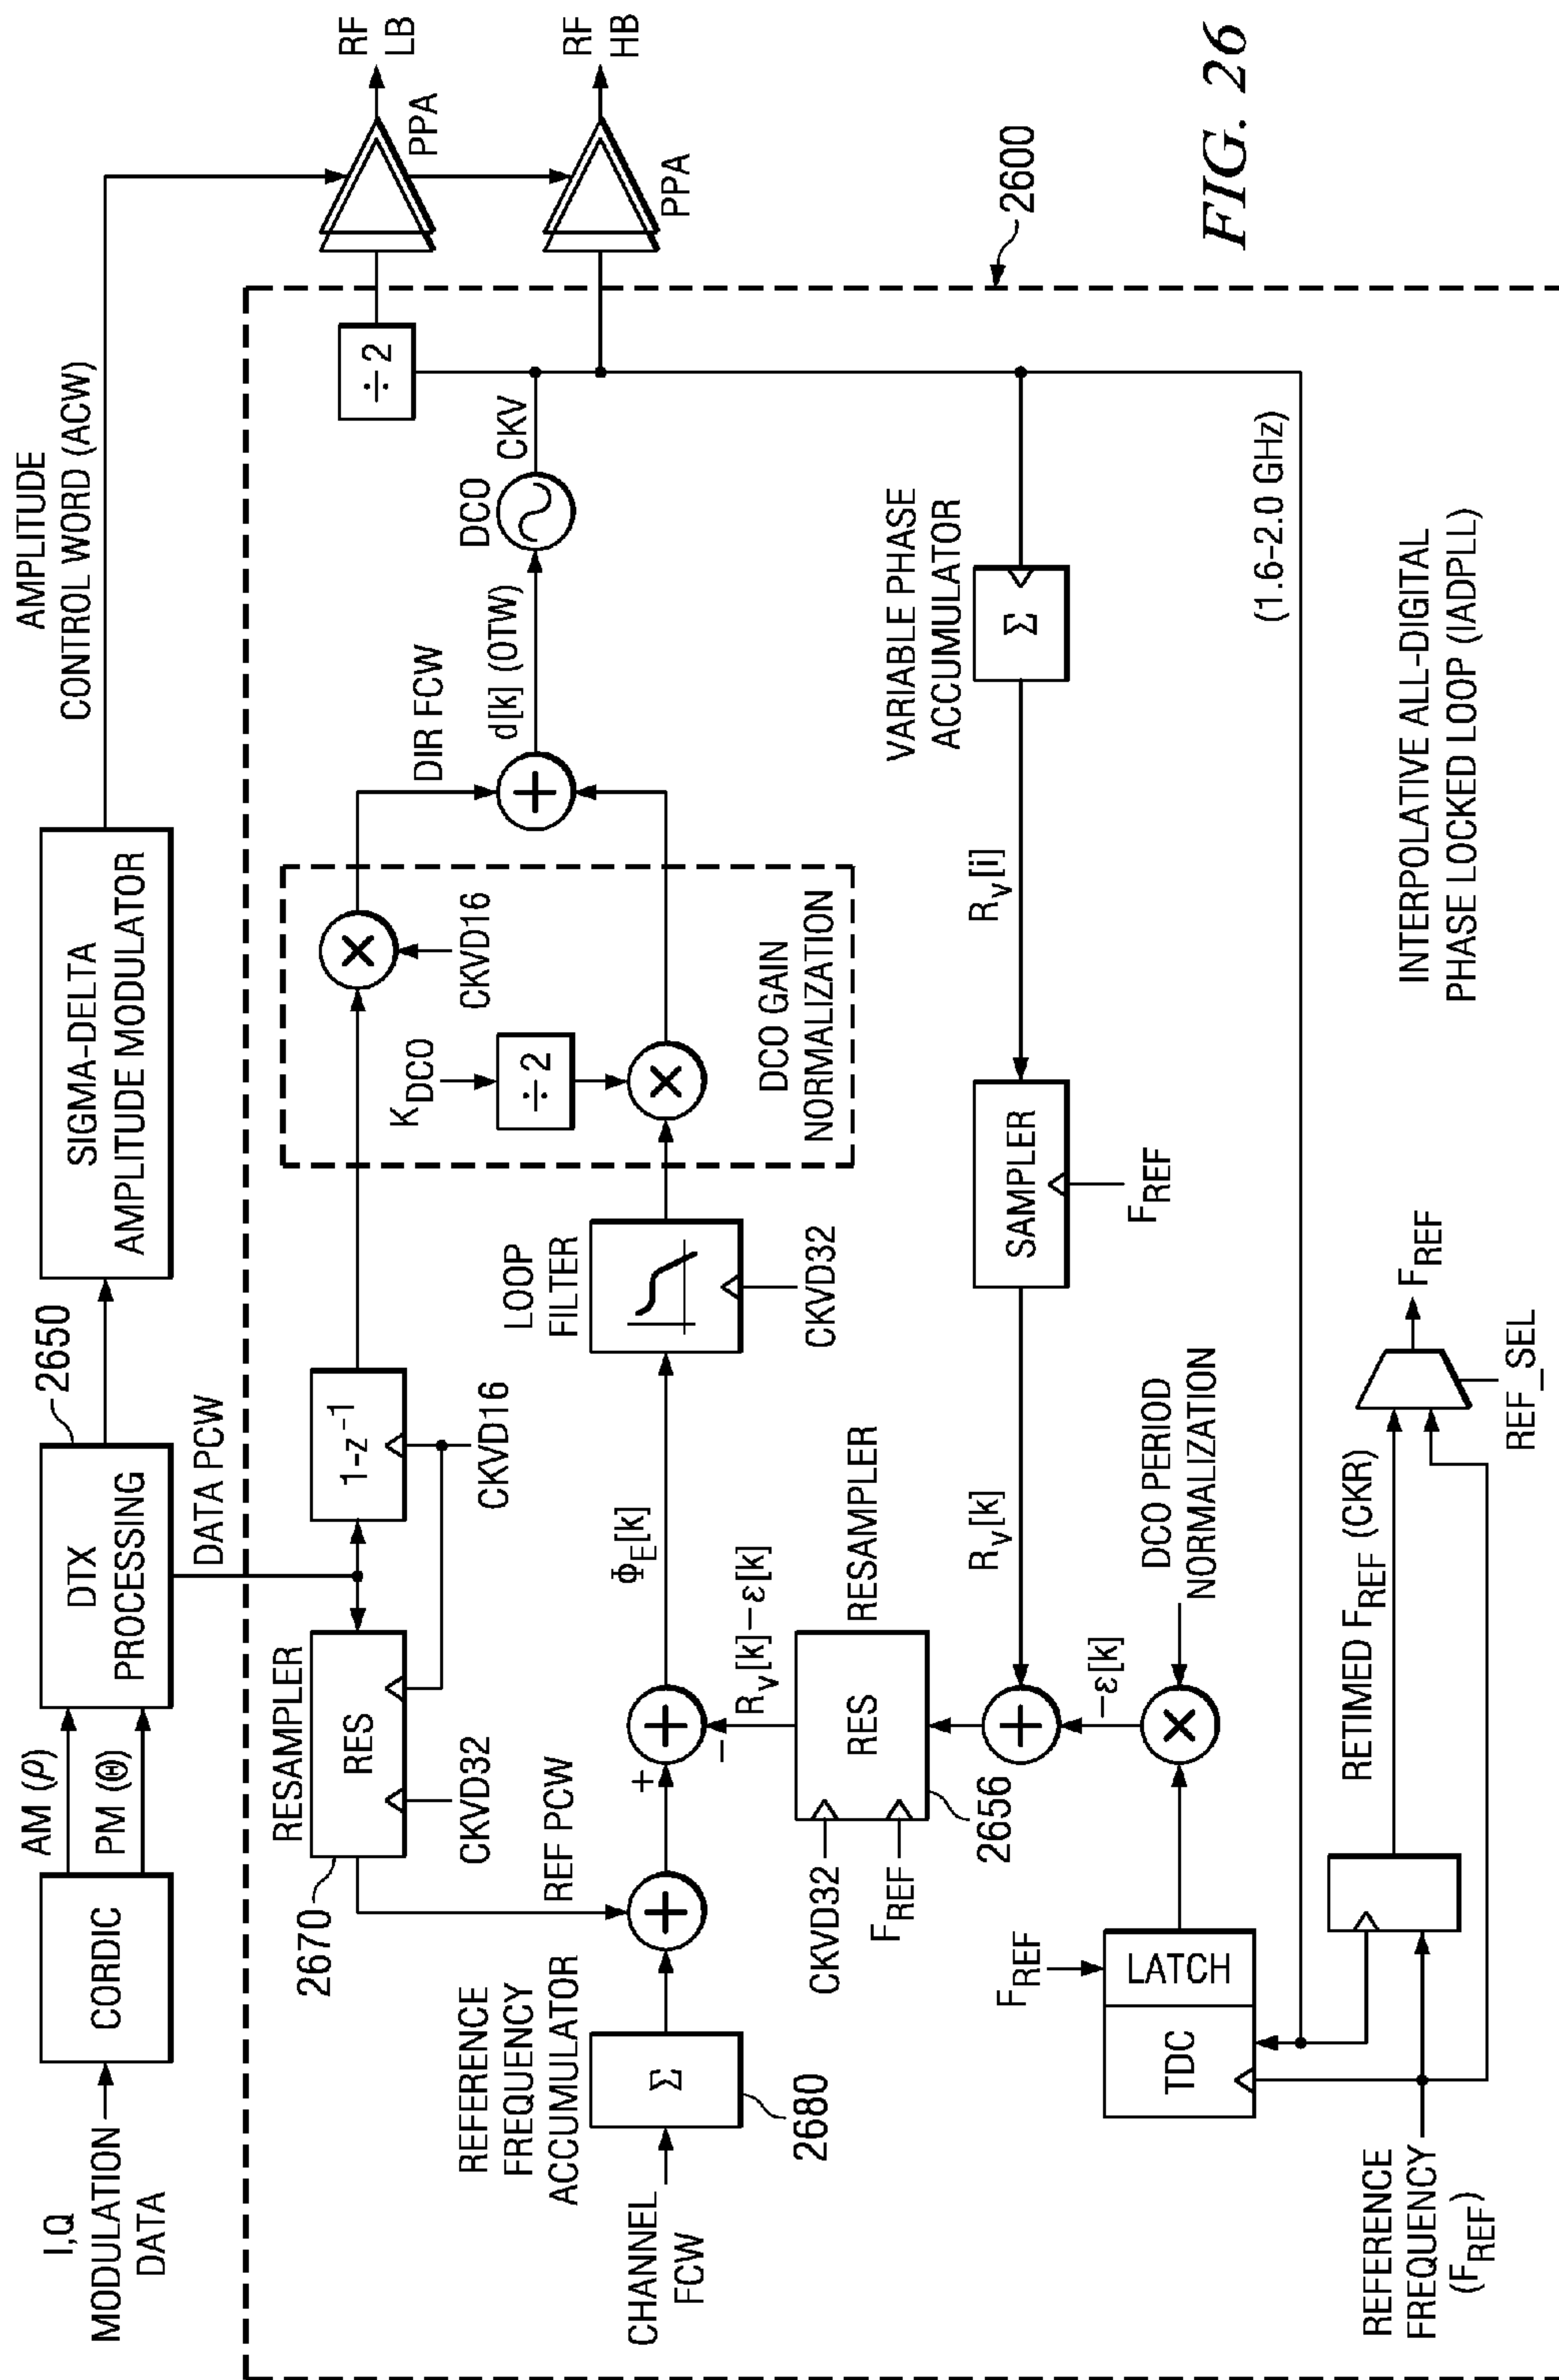 I,Q
MODULATION
DATA
CORDIC
AM (ρ)
PM (Θ)
DTX
PROCESSING
2650
SIGMA-DELTA
AMPLITUDE MODULATOR
AMPLITUDE
CONTROL WORD (ACW)
DATA PCW
RF
LB
PPA
RF
HB
PPA
RESAMPLER
RES
2670
CKVD32
1-z⁻¹
CKVD16
CKVD16
K_DCO
÷2
DCO GAIN
NORMALIZATION
DIR FCW
d[k] (OTW)
DCO
CKV
÷2
2600
REFERENCE
FREQUENCY
ACCUMULATOR
CHANNEL
FCW
Σ
2680
REF PCW
+
−
Φ_E[k]
LOOP
FILTER
CKVD32
R_V[k]−ε[k]
RESAMPLER
RES
2656
CKVD32
F_REF
R_V[k]
SAMPLER
F_REF
R_V[i]
VARIABLE PHASE
ACCUMULATOR
Σ
−ε[k]
DCO PERIOD
NORMALIZATION
F_REF
TDC
LATCH
(1.6–2.0 GHz)
REFERENCE
FREQUENCY
(F_REF)
RETIMED F_REF (CKR)
F_REF
REF_SEL
INTERPOLATIVE ALL-DIGITAL
PHASE LOCKED LOOP (IADPLL)
FIG. 26